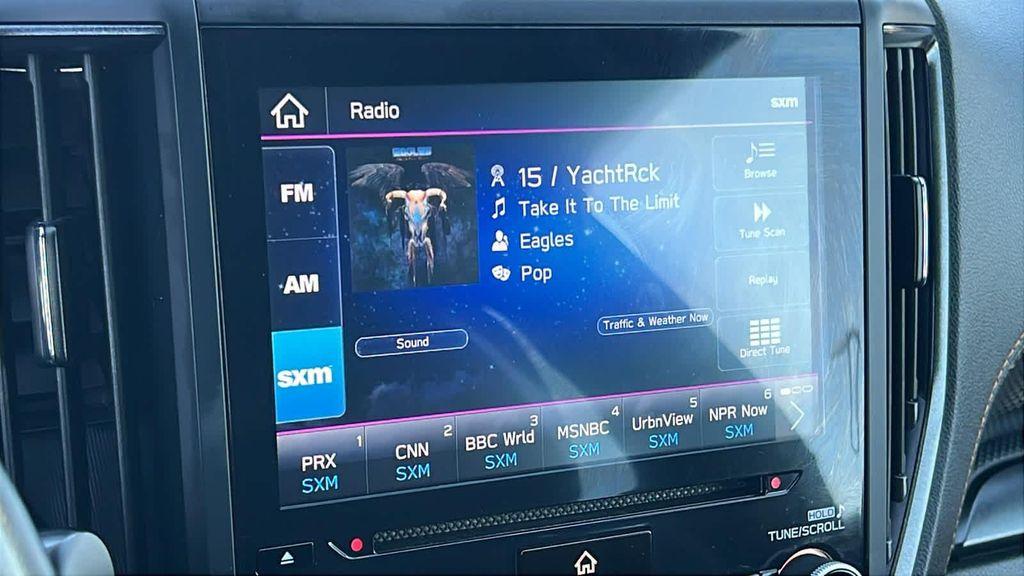 Radio
sxm
FM
AM
sxm
EAGLES
15 / YachtRck
Take It To The Limit
Eagles
Pop
Browse
Tune Scan
Replay
Direct Tune
Sound
Traffic & Weather Now
1
PRX
SXM
2
CNN
SXM
3
BBC Wrld
SXM
4
MSNBC
SXM
5
UrbnView
SXM
6
NPR Now
SXM
HOLD
TUNE/SCROLL